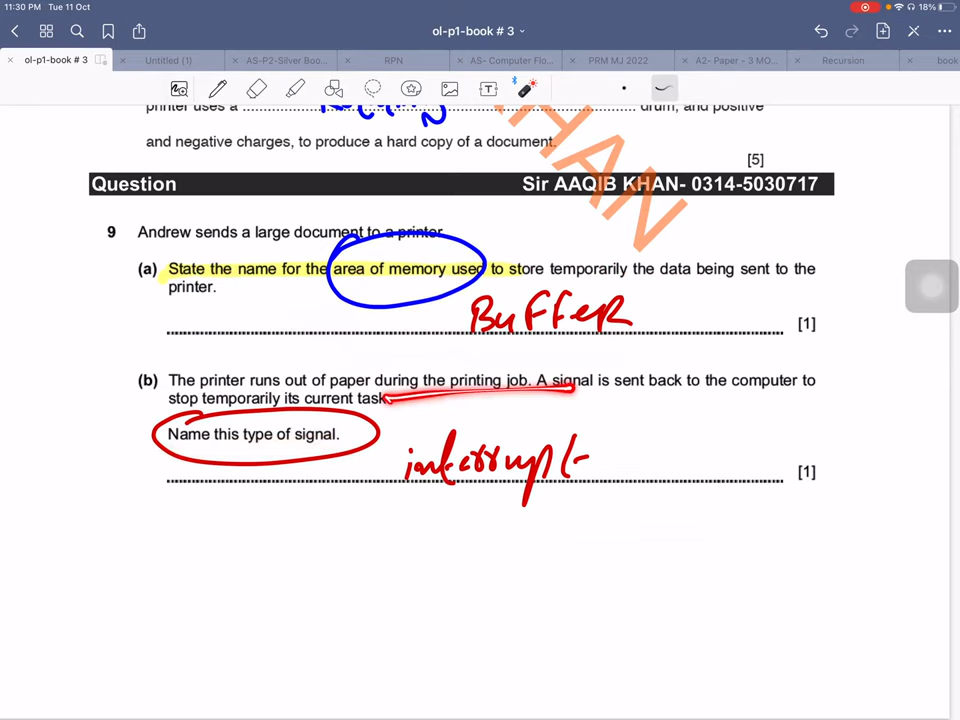 11:30 PM Tue 11 Oct
18%
ol-p1-book # 3
ol-p1-book # 3
Untitled (1)
AS-P2-Silver Boo...
RPN
AS- Computer Flo...
PRM MJ 2022
A2- Paper - 3 MO...
Recursion
book
printer uses a ........ drum, and positive
and negative charges, to produce a hard copy of a document.
[5]
KHAN
Question Sir AAQIB KHAN- 0314-5030717
9 Andrew sends a large document to a printer.
(a) State the name for the area of memory used to store temporarily the data being sent to the
printer.
BuFFeR
[1]
(b) The printer runs out of paper during the printing job. A signal is sent back to the computer to
stop temporarily its current task.
Name this type of signal.
interrupt
[1]